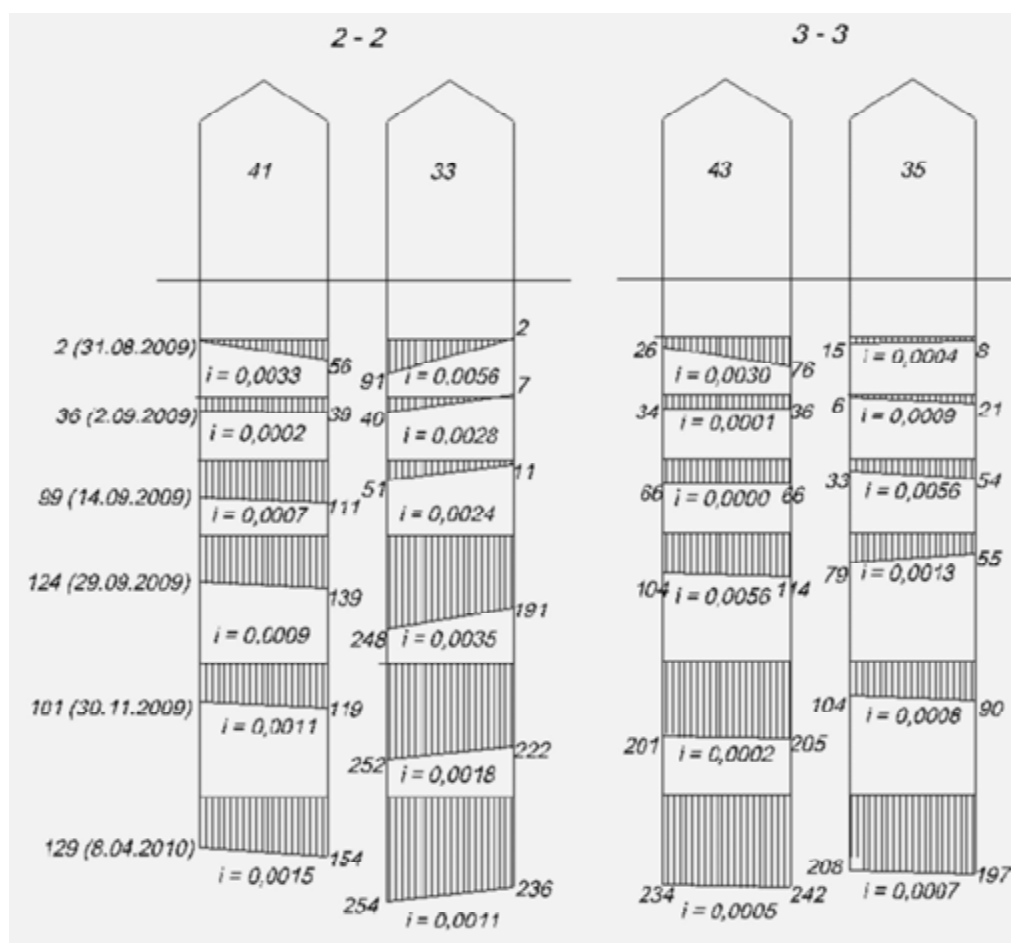 2 - 2
3 - 3
41
33
43
35
2 (31.08.2009)
56
i = 0,0033
91
2
i = 0.0056
26
76
i = 0,0030
15
8
i = 0,0004
36 (2.09.2009)
39
i = 0,0002
40
7
i = 0.0028
34
36
i = 0,0001
6
21
i = 0,0009
99 (14.09.2009)
111
i = 0,0007
51
11
i = 0,0024
66
66
i = 0,0000
33
54
i = 0,0056
124 (29.09.2009)
139
i = 0,0009
248
191
i = 0,0035
104
114
i = 0,0056
79
55
i = 0,0013
101 (30.11.2009)
119
i = 0,0011
252
222
i = 0,0018
201
205
i = 0,0002
104
90
i = 0,0008
129 (8.04.2010)
154
i = 0,0015
254
236
i = 0,0011
234
242
i = 0,0005
208
197
i = 0,0007